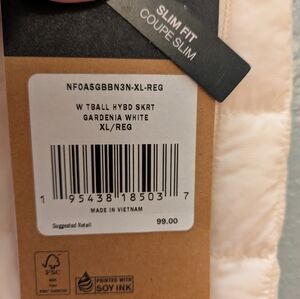 SLIM FIT
COUPE SLIM
NF0A5GBBN3N-XL-REG
W TBALL HYBD SKRT
GARDENIA WHITE
XL/REG
1 95438 18503 7
MADE IN VIETNAM
Suggested Retail 99.00
FSC
PRINTED WITH
SOY INK